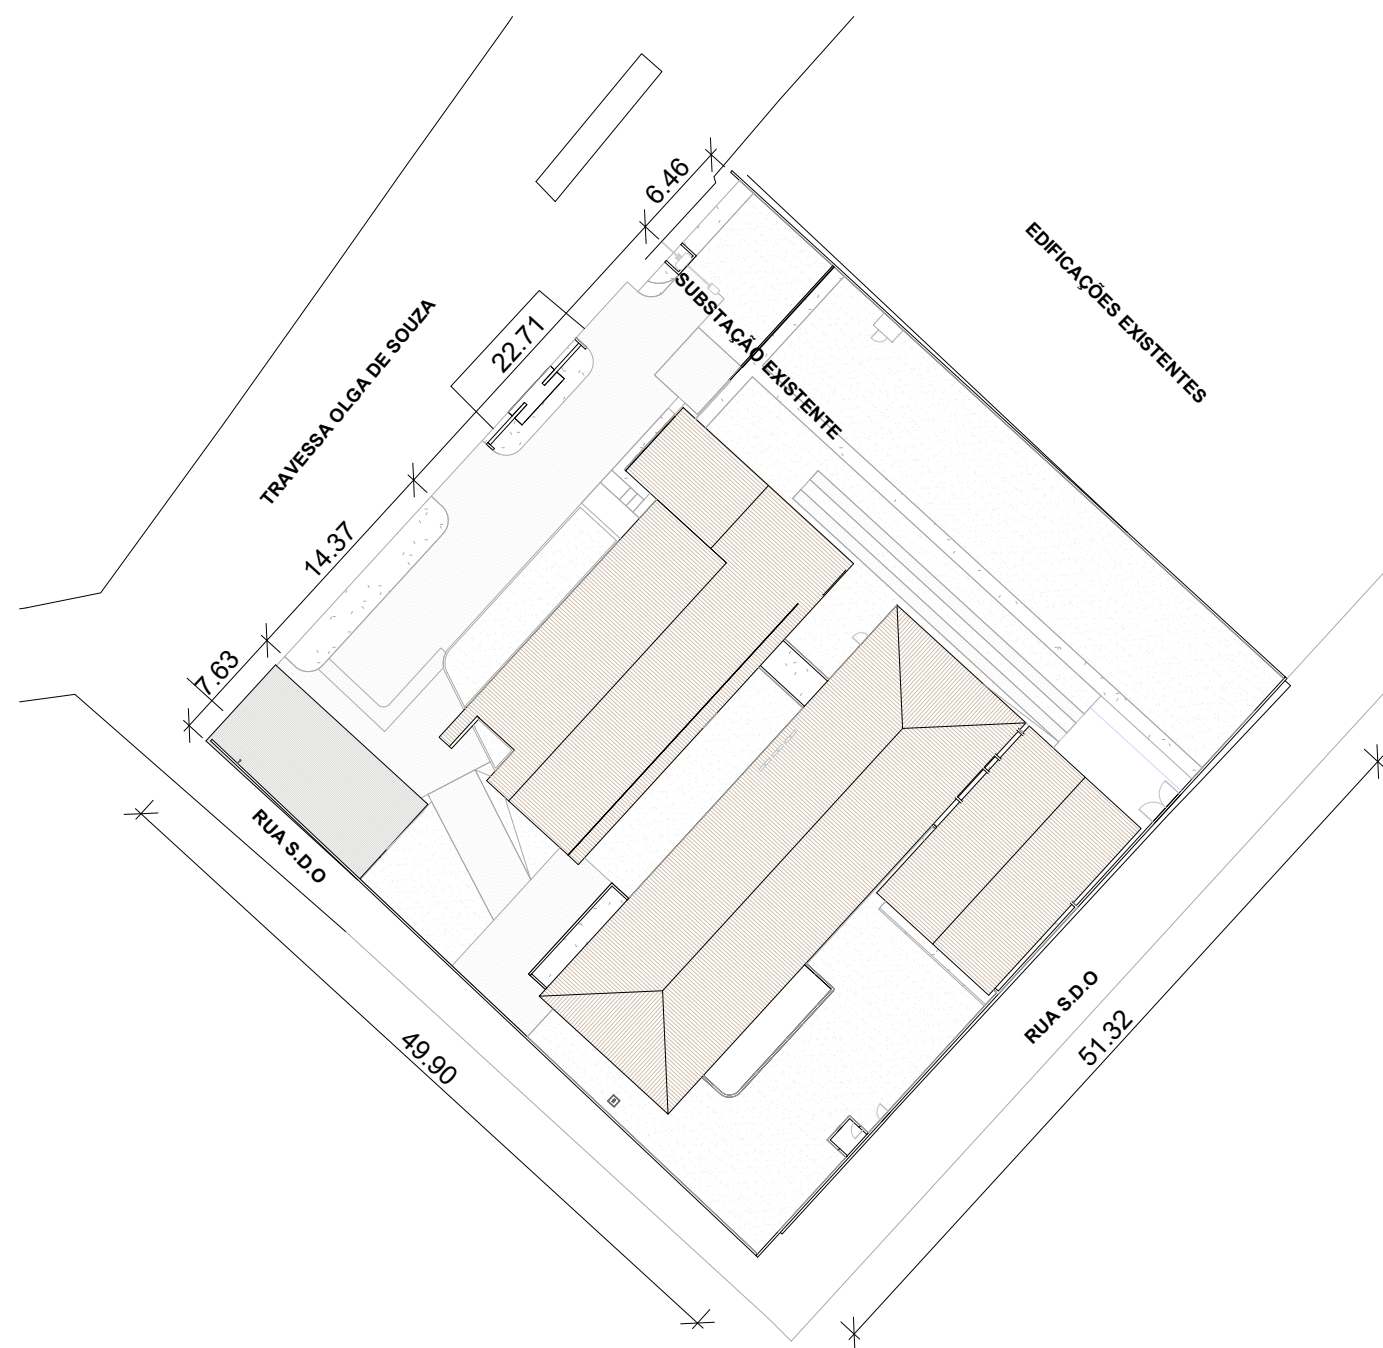 6.46
EDIFICAÇÕES EXISTENTES
SUBSTAÇÃO EXISTENTE
22.71
TRAVESSA OLGA DE SOUZA
14.37
7.63
RUA S.D.O
49.90
RUA S.D.O
51.32